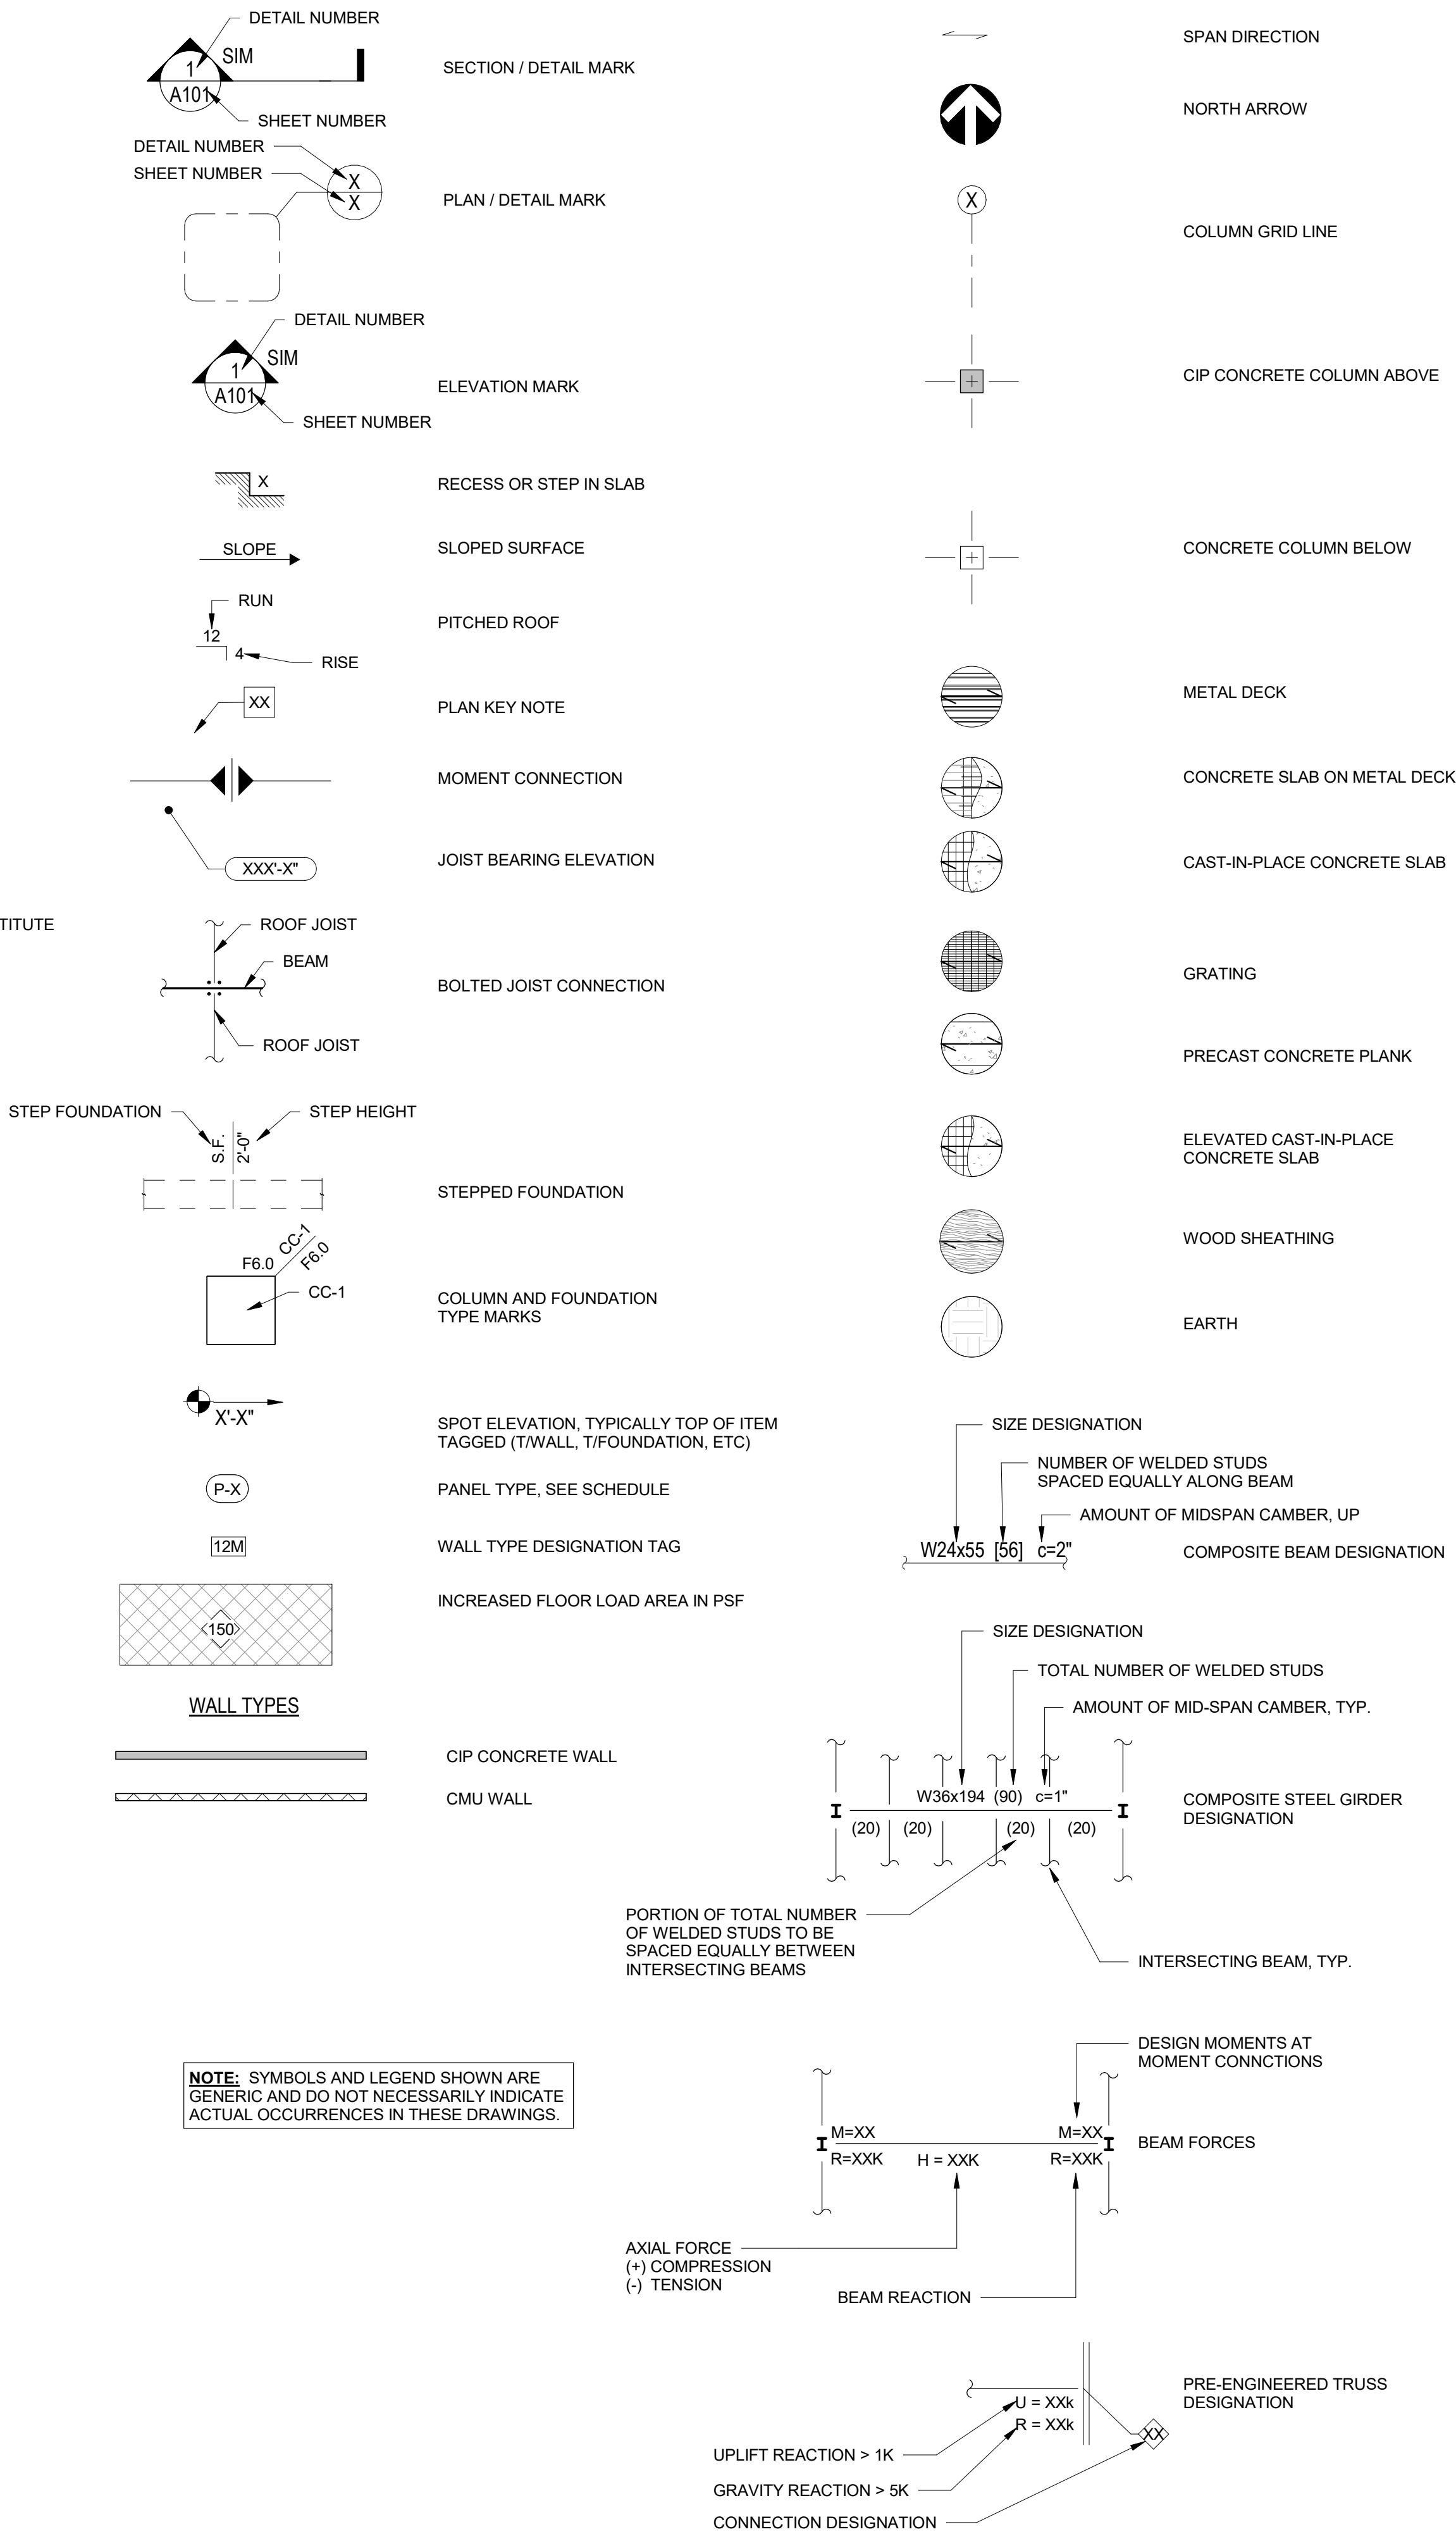 DETAIL NUMBER
SIM
1
A101
SECTION / DETAIL MARK
SHEET NUMBER
DETAIL NUMBER
SHEET NUMBER
X
X
PLAN / DETAIL MARK
DETAIL NUMBER
SIM
1
A101
ELEVATION MARK
SHEET NUMBER
X
RECESS OR STEP IN SLAB
SLOPE
SLOPED SURFACE
RUN
12
4
RISE
PITCHED ROOF
XX
PLAN KEY NOTE
MOMENT CONNECTION
XXX'-X"
JOIST BEARING ELEVATION
TITUTE
ROOF JOIST
BEAM
BOLTED JOIST CONNECTION
ROOF JOIST
STEP FOUNDATION
S.F.
2'-0"
STEP HEIGHT
STEPPED FOUNDATION
F6.0
CC-1
F6.0
CC-1
COLUMN AND FOUNDATION
TYPE MARKS
X'-X"
SPOT ELEVATION, TYPICALLY TOP OF ITEM
TAGGED (T/WALL, T/FOUNDATION, ETC)
P-X
PANEL TYPE, SEE SCHEDULE
12M
WALL TYPE DESIGNATION TAG
150
INCREASED FLOOR LOAD AREA IN PSF
WALL TYPES
CIP CONCRETE WALL
CMU WALL
NOTE: SYMBOLS AND LEGEND SHOWN ARE
GENERIC AND DO NOT NECESSARILY INDICATE
ACTUAL OCCURRENCES IN THESE DRAWINGS.
SPAN DIRECTION
NORTH ARROW
X
COLUMN GRID LINE
CIP CONCRETE COLUMN ABOVE
CONCRETE COLUMN BELOW
METAL DECK
CONCRETE SLAB ON METAL DECK
CAST-IN-PLACE CONCRETE SLAB
GRATING
PRECAST CONCRETE PLANK
ELEVATED CAST-IN-PLACE
CONCRETE SLAB
WOOD SHEATHING
EARTH
SIZE DESIGNATION
NUMBER OF WELDED STUDS
SPACED EQUALLY ALONG BEAM
AMOUNT OF MIDSPAN CAMBER, UP
W24x55 [56] c=2"
COMPOSITE BEAM DESIGNATION
SIZE DESIGNATION
TOTAL NUMBER OF WELDED STUDS
AMOUNT OF MID-SPAN CAMBER, TYP.
W36x194 (90) c=1"
(20) (20) (20) (20)
COMPOSITE STEEL GIRDER
DESIGNATION
PORTION OF TOTAL NUMBER
OF WELDED STUDS TO BE
SPACED EQUALLY BETWEEN
INTERSECTING BEAMS
INTERSECTING BEAM, TYP.
DESIGN MOMENTS AT
MOMENT CONNCTIONS
M=XX M=XX
R=XXK H = XXK R=XXK
BEAM FORCES
AXIAL FORCE
(+) COMPRESSION
(-) TENSION
BEAM REACTION
PRE-ENGINEERED TRUSS
DESIGNATION
U = XXk
R = XXk
XX
UPLIFT REACTION > 1K
GRAVITY REACTION > 5K
CONNECTION DESIGNATION